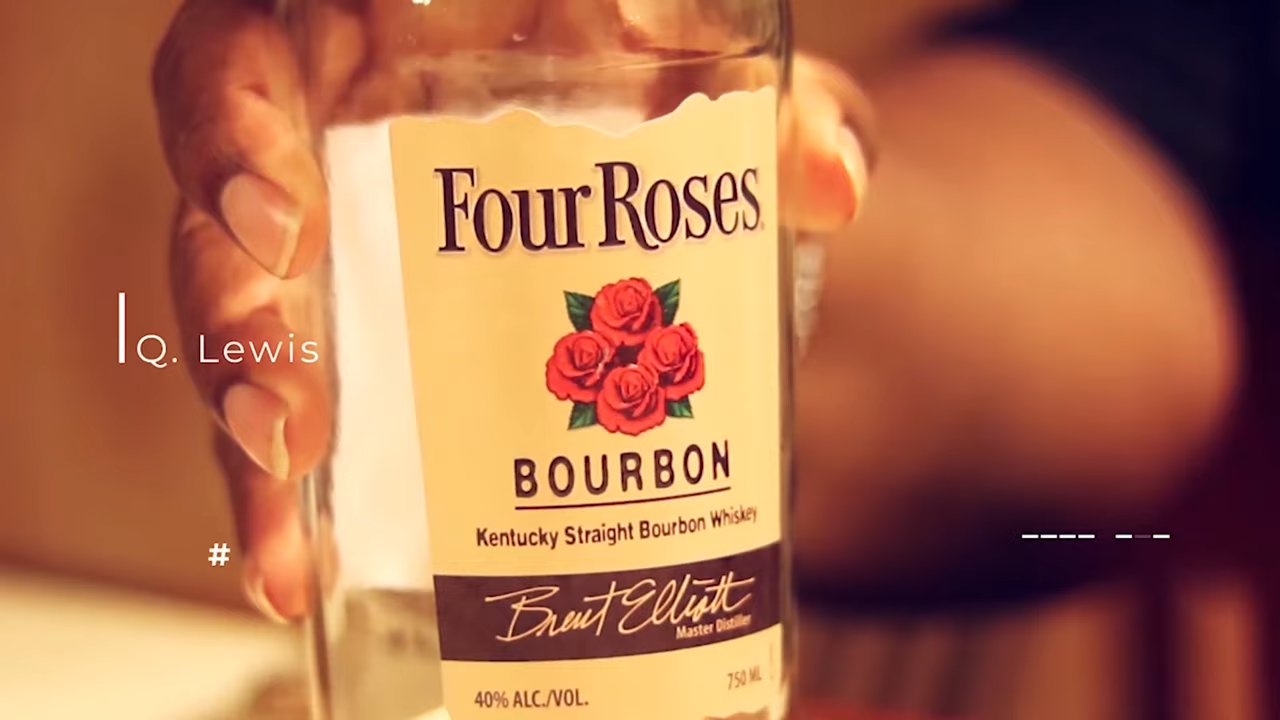 Four Roses
Q. Lewis
BOURBON
Kentucky Straight Bourbon Whiskey
#
Brent Elliott
Master Distiller
750 ML
40% ALC./VOL.